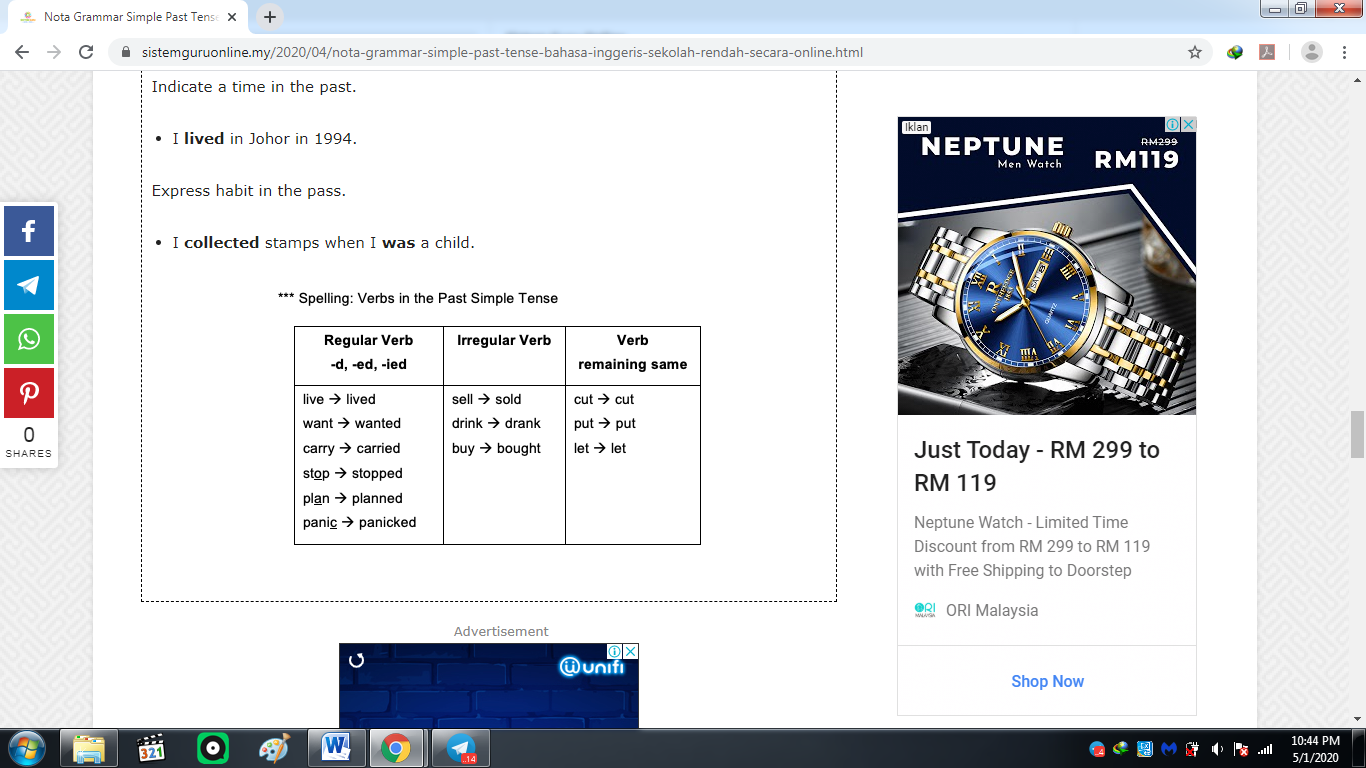 Nota Grammar Simple Past Tense
sistemguruonline.my/2020/04/nota-grammar-simple-past-tense-bahasa-inggeris-sekolah-rendah-secara-online.html
Indicate a time in the past.
• I lived in Johor in 1994.
Express habit in the pass.
• I collected stamps when I was a child.
*** Spelling: Verbs in the Past Simple Tense
Regular Verb
-d, -ed, -ied
live → lived
want → wanted
carry → carried
stop → stopped
plan → planned
panic → panicked
Irregular Verb
sell → sold
drink → drank
buy → bought
Verb
remaining same
cut → cut
put → put
let → let
0
SHARES
Advertisement
unifi
Iklan
NEPTUNE
Men Watch
RM299
RM119
QUARTZ
Just Today - RM 299 to
RM 119
Neptune Watch - Limited Time
Discount from RM 299 to RM 119
with Free Shipping to Doorstep
ORI Malaysia
Shop Now
321
..14
10:44 PM
5/1/2020